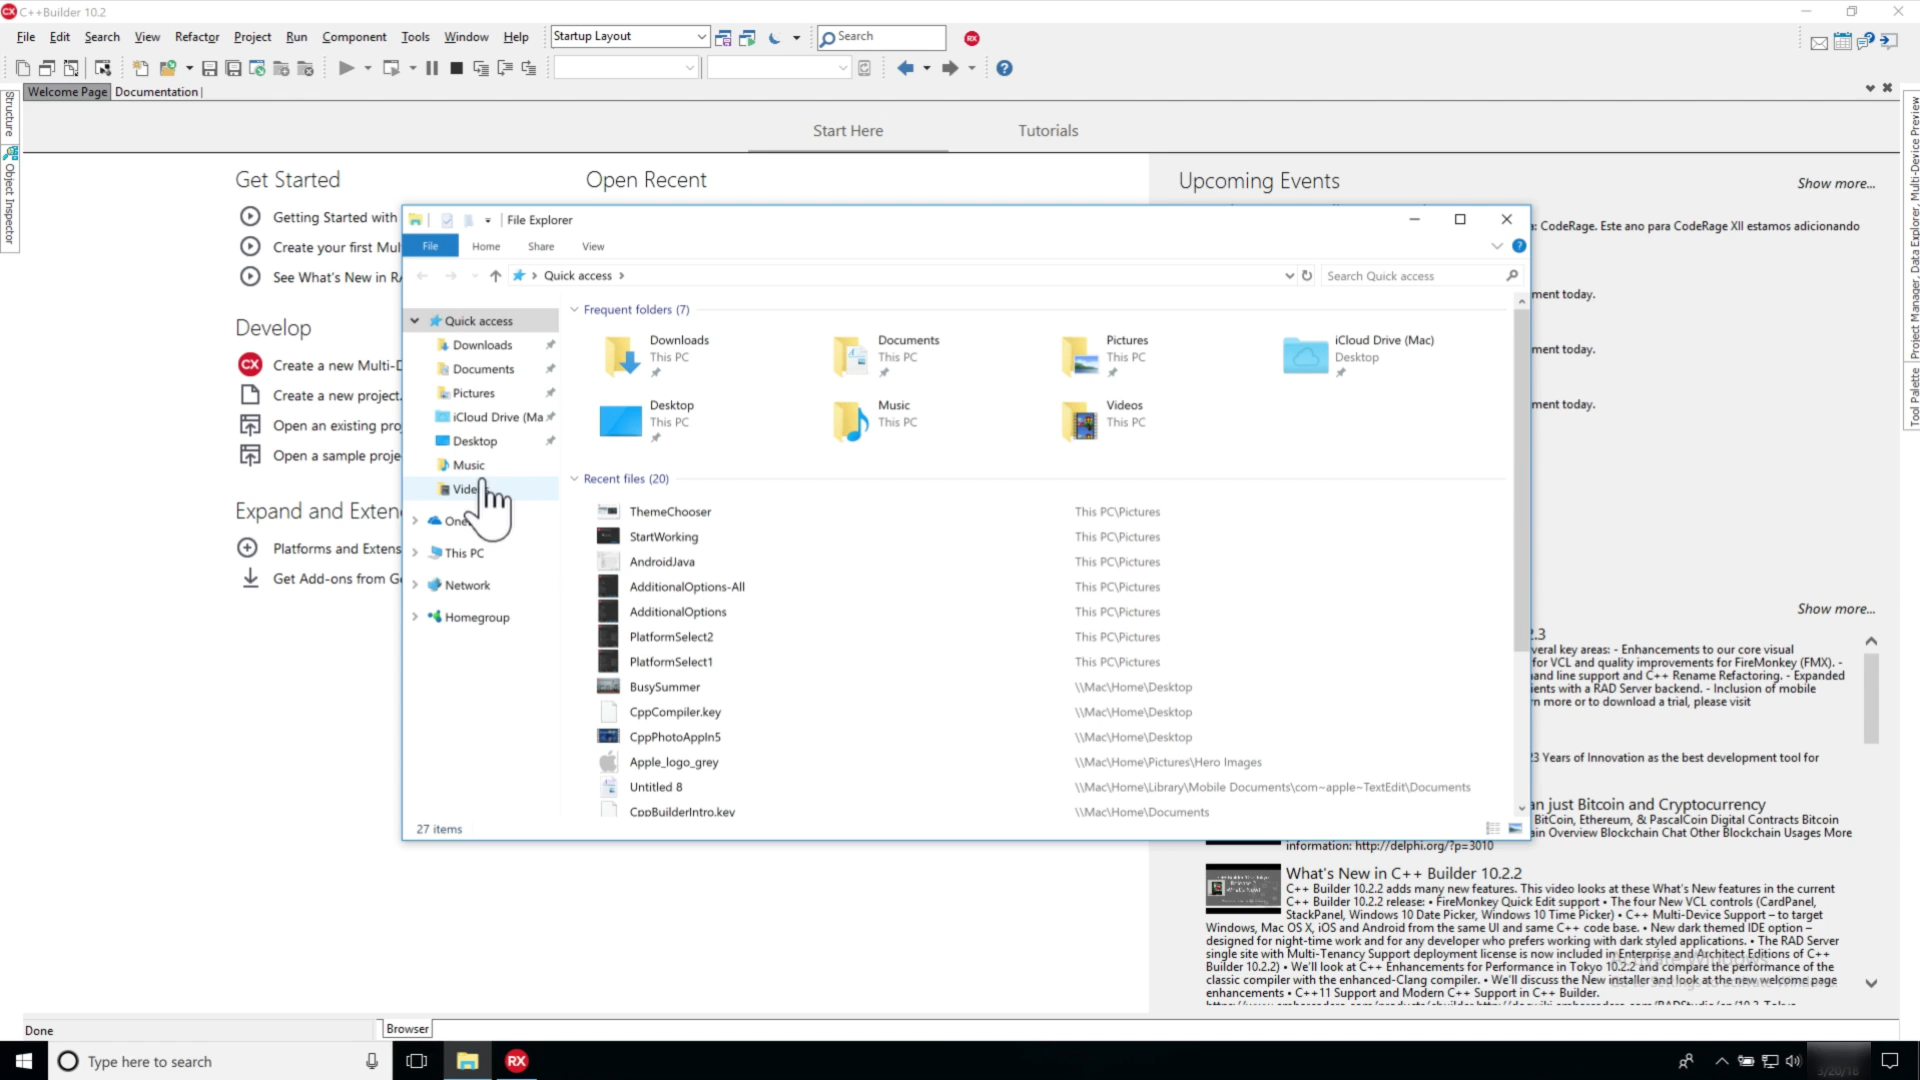 C++Builder 10.2
File Edit Search View Refactor Project Run Component Tools Window Help
Startup Layout
Search
Welcome Page
Documentation
Structure
Object Inspector
Project Manager, Data Explorer, Multi-Device Preview
Tool Palette
Start Here
Tutorials
Get Started
Getting Started with
Create your first Mul
See What's New in R
Develop
Create a new Multi-D
Create a new project.
Open an existing proj
Open a sample proje
Expand and Exten
Platforms and Extens
Get Add-ons from Ge
Open Recent
Upcoming Events
Show more...
: CodeRage. Este ano para CodeRage XII estamos adicionando
ment today.
ment today.
ment today.
Show more...
2.3
veral key areas: - Enhancements to our core visual
for VCL and quality improvements for FireMonkey (FMX). -
and line support and C++ Rename Refactoring. - Expanded
ients with a RAD Server backend. - Inclusion of mobile
n more or to download a trial, please visit
23 Years of Innovation as the best development tool for
an just Bitcoin and Cryptocurrency
BitCoin, Ethereum, & PascalCoin Digital Contracts Bitcoin
ain Overview Blockchain Chat Other Blockchain Usages More
information: http://delphi.org/?p=3010
What's New in C++ Builder 10.2.2
C++ Builder 10.2.2 adds many new features. This video looks at these What's New features in the current
C++ Builder 10.2.2 release: • FireMonkey Quick Edit support • The four New VCL controls (CardPanel,
StackPanel, Windows 10 Date Picker, Windows 10 Time Picker) • C++ Multi-Device Support – to target
Windows, Mac OS X, iOS and Android from the same UI and same C++ code base. • New dark themed IDE option –
designed for night-time work and for any developer who prefers working with dark styled applications. • The RAD Server
single site with Multi-Tenancy Support deployment license is now included in Enterprise and Architect Editions of C++
Builder 10.2.2) • We'll look at C++ Enhancements for Performance in Tokyo 10.2.2 and compare the performance of the
classic compiler with the enhanced-Clang compiler. • We'll discuss the New installer and look at the new welcome page
enhancements • C++11 Support and Modern C++ Support in C++ Builder.
File Explorer
File Home Share View
Quick access
Search Quick access
Quick access
Downloads
Documents
Pictures
iCloud Drive (Ma
Desktop
Music
Vide
One
This PC
Network
Homegroup
Frequent folders (7)
Downloads
This PC
Documents
This PC
Pictures
This PC
iCloud Drive (Mac)
Desktop
Desktop
This PC
Music
This PC
Videos
This PC
Recent files (20)
ThemeChooser This PC\Pictures
StartWorking This PC\Pictures
AndroidJava This PC\Pictures
AdditionalOptions-All This PC\Pictures
AdditionalOptions This PC\Pictures
PlatformSelect2 This PC\Pictures
PlatformSelect1 This PC\Pictures
BusySummer \\Mac\Home\Desktop
CppCompiler.key \\Mac\Home\Desktop
CppPhotoAppIn5 \\Mac\Home\Desktop
Apple_logo_grey \\Mac\Home\Pictures\Hero Images
Untitled 8 \\Mac\Home\Library\Mobile Documents\com~apple~TextEdit\Documents
CppBuilderIntro.key \\Mac\Home\Documents
27 items
Done
Browser
Type here to search
RX
3/20/18